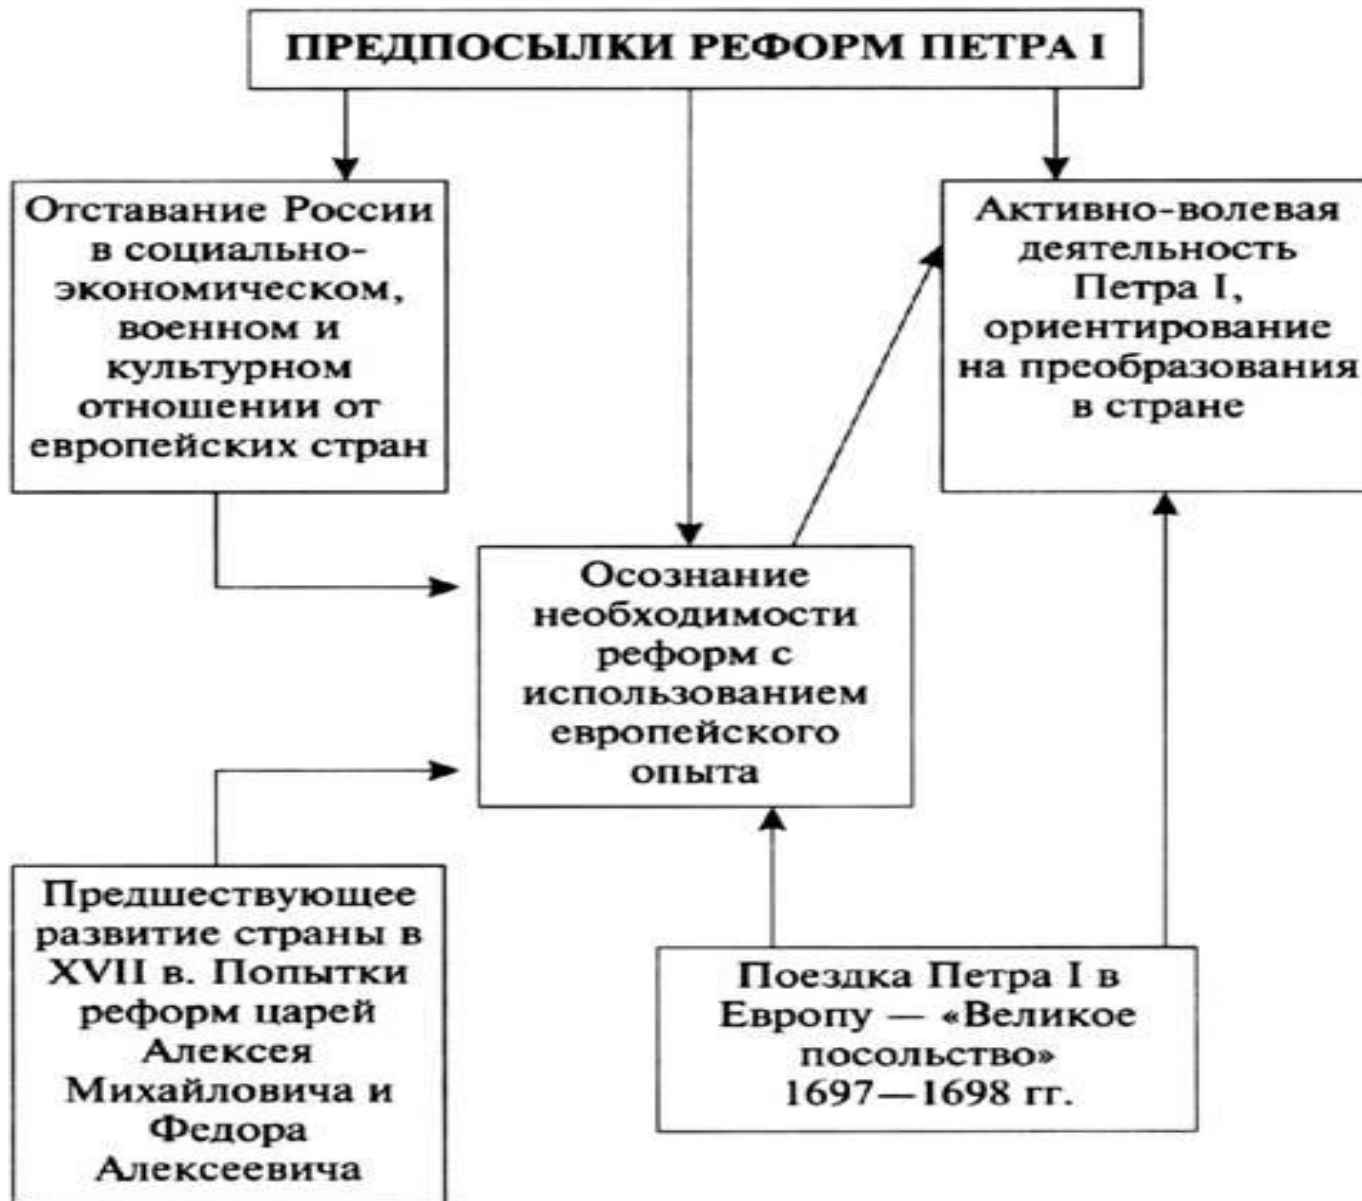 ПРЕДПОСЫЛКИ РЕФОРМ ПЕТРА I
Отставание России
в социально-
экономическом,
военном и
культурном
отношении от
европейских стран
Активно-волевая
деятельность
Петра I,
ориентирование
на преобразования
в стране
Осознание
необходимости
реформ с
использованием
европейского
опыта
Предшествующее
развитие страны в
XVII в. Попытки
реформ царей
Алексея
Михайловича и
Федора
Алексеевича
Поездка Петра I в
Европу — «Великое
посольство»
1697—1698 гг.